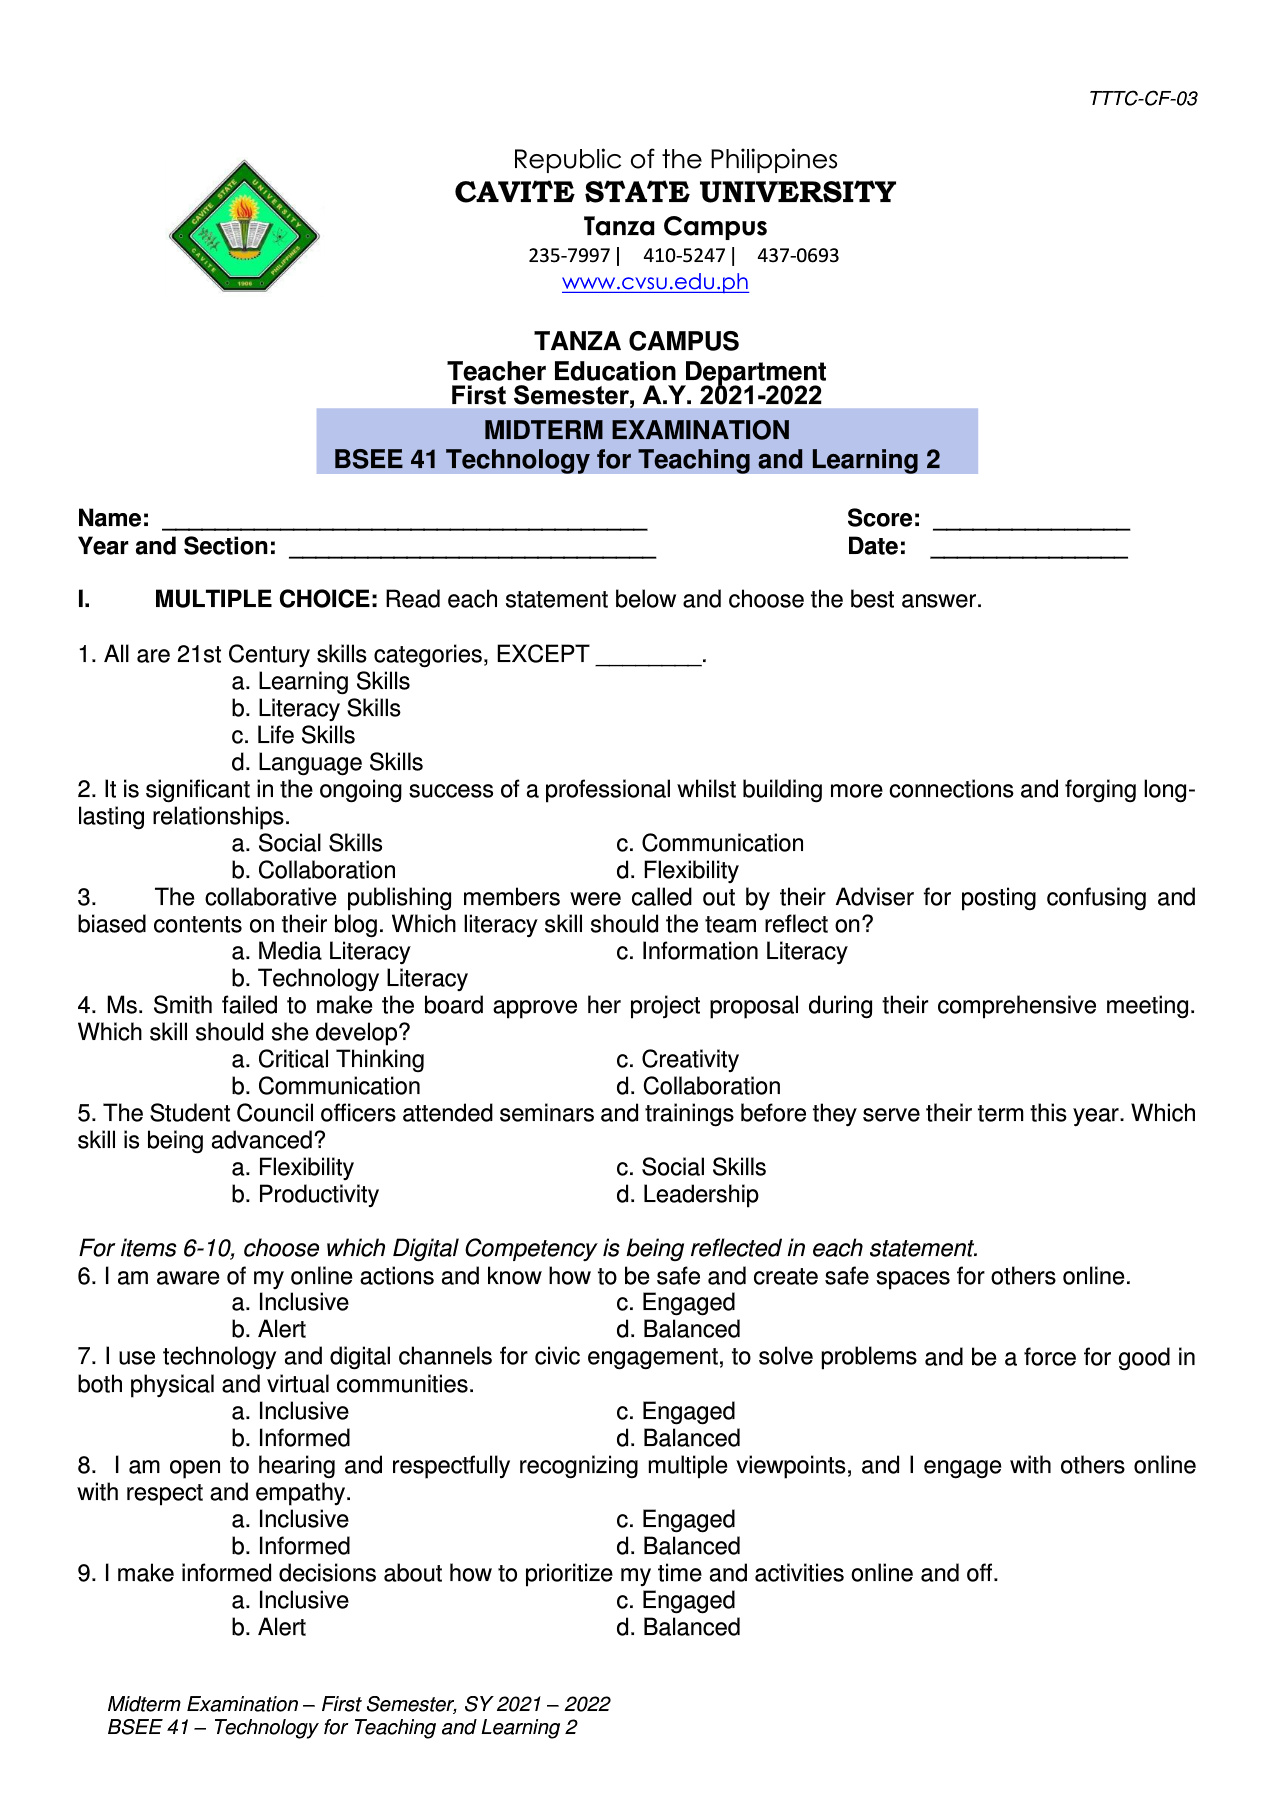 TTTC-CF-03
Republic of the Philippines
CAVITE STATE UNIVERSITY
Tanza Campus
235-7997 | 410-5247 | 437-0693
www.cvsu.edu.ph
CAVITE STATE UNIVERSITY
CAVITE PHILIPPINES
1906
TANZA CAMPUS
Teacher Education Department
First Semester, A.Y. 2021-2022
MIDTERM EXAMINATION
BSEE 41 Technology for Teaching and Learning 2
Name: _____________________________________ Score: _______________
Year and Section: ____________________________ Date: _______________
I. MULTIPLE CHOICE: Read each statement below and choose the best answer.
1. All are 21st Century skills categories, EXCEPT ________.
a. Learning Skills
b. Literacy Skills
c. Life Skills
d. Language Skills
2. It is significant in the ongoing success of a professional whilst building more connections and forging long-
lasting relationships.
a. Social Skills c. Communication
b. Collaboration d. Flexibility
3. The collaborative publishing members were called out by their Adviser for posting confusing and
biased contents on their blog. Which literacy skill should the team reflect on?
a. Media Literacy c. Information Literacy
b. Technology Literacy
4. Ms. Smith failed to make the board approve her project proposal during their comprehensive meeting.
Which skill should she develop?
a. Critical Thinking c. Creativity
b. Communication d. Collaboration
5. The Student Council officers attended seminars and trainings before they serve their term this year. Which
skill is being advanced?
a. Flexibility c. Social Skills
b. Productivity d. Leadership
For items 6-10, choose which Digital Competency is being reflected in each statement.
6. I am aware of my online actions and know how to be safe and create safe spaces for others online.
a. Inclusive c. Engaged
b. Alert d. Balanced
7. I use technology and digital channels for civic engagement, to solve problems and be a force for good in
both physical and virtual communities.
a. Inclusive c. Engaged
b. Informed d. Balanced
8. I am open to hearing and respectfully recognizing multiple viewpoints, and I engage with others online
with respect and empathy.
a. Inclusive c. Engaged
b. Informed d. Balanced
9. I make informed decisions about how to prioritize my time and activities online and off.
a. Inclusive c. Engaged
b. Alert d. Balanced
Midterm Examination – First Semester, SY 2021 – 2022
BSEE 41 – Technology for Teaching and Learning 2